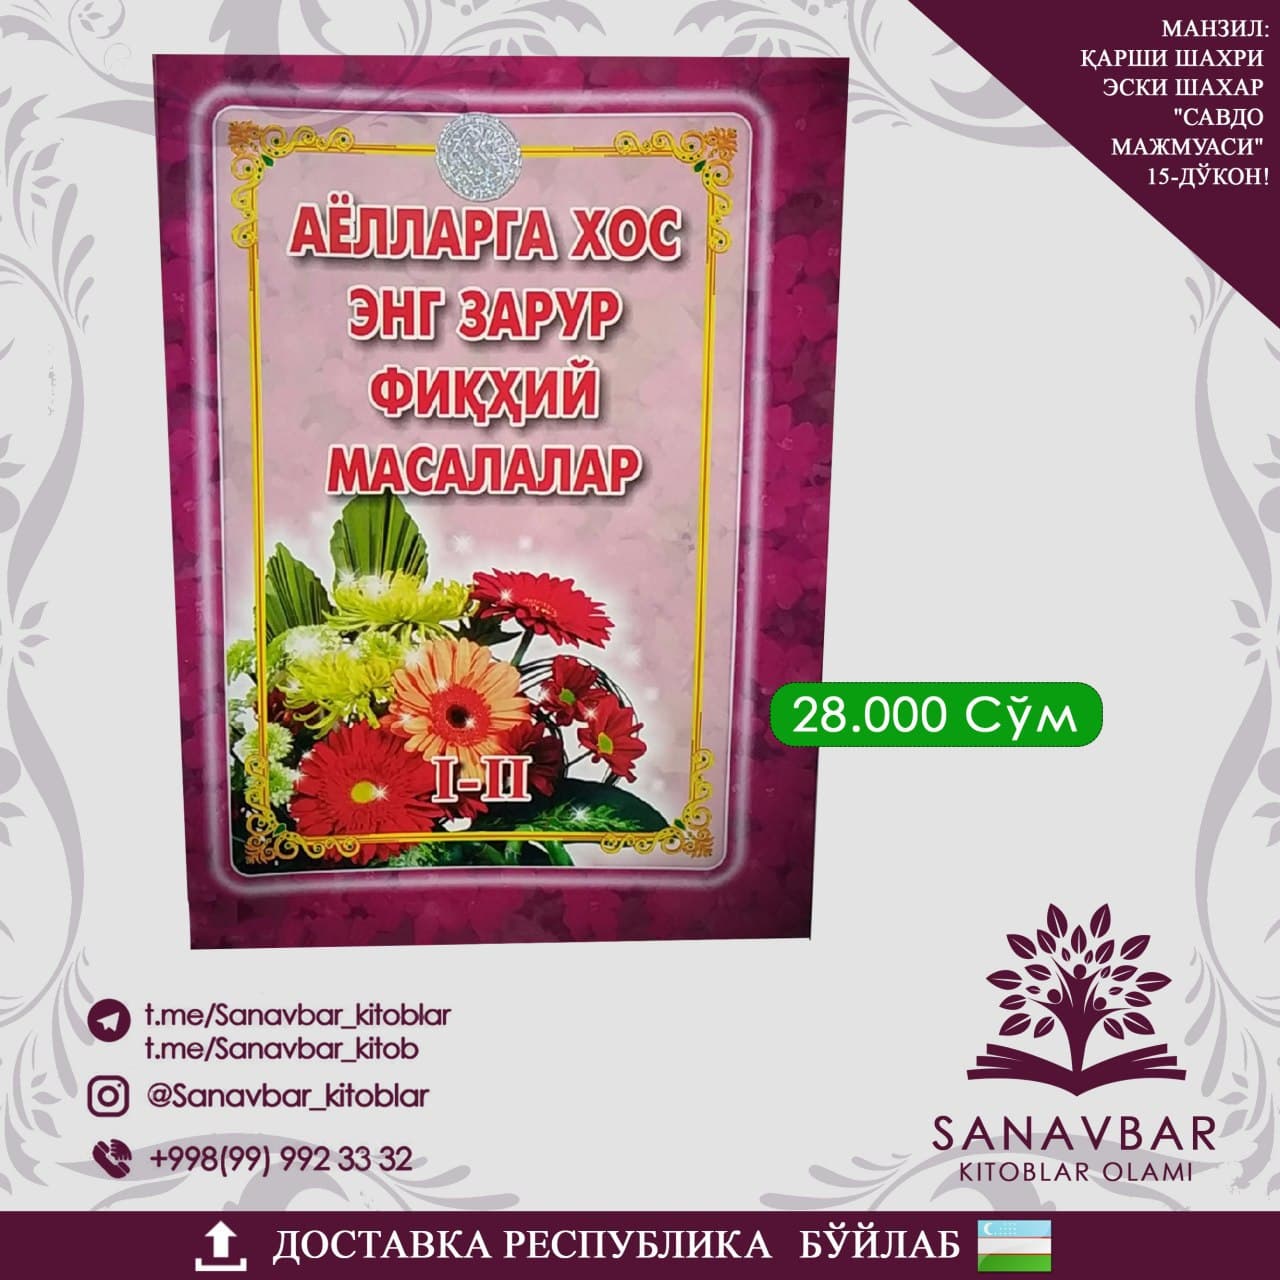 МАНЗИЛ:
ҚАРШИ ШАХРИ
ЭСКИ ШАХАР
"САВДО
МАЖМУАСИ"
15-ДЎКОН!
АЁЛЛАРГА ХОС
ЭНГ ЗАРУР
ФИҚҲИЙ
МАСАЛАЛАР
I-II
28.000 Сўм
t.me/Sanavbar_kitoblar
t.me/Sanavbar_kitob
@Sanavbar_kitoblar
+998(99) 992 33 32
SANAVBAR
KITOBLAR OLAMI
ДОСТАВКА РЕСПУБЛИКА БЎЙЛАБ